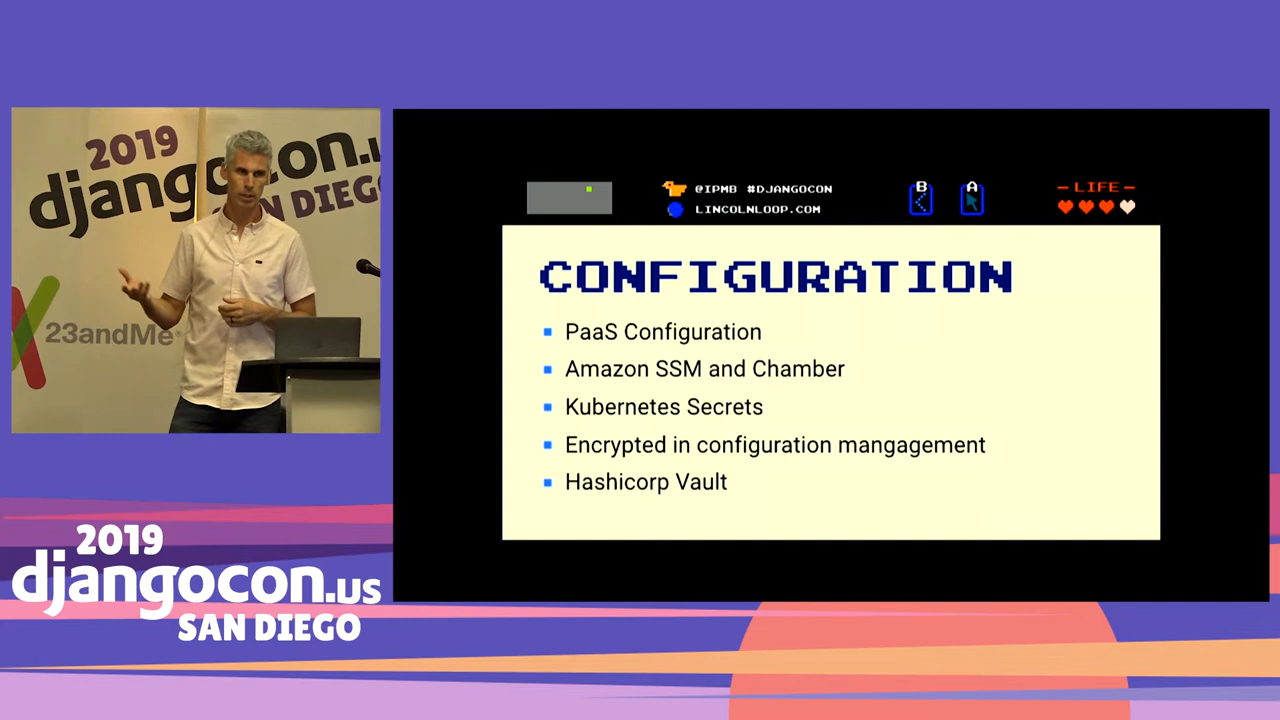 2019
djangocon.u
SAN DIEGO
23andMe
@IPMB #DJANGOCON
LINCOLNLOOP.COM
B
A
- LIFE -
CONFIGURATION
PaaS Configuration
Amazon SSM and Chamber
Kubernetes Secrets
Encrypted in configuration mangagement
Hashicorp Vault
2019
djangocon.us
SAN DIEGO